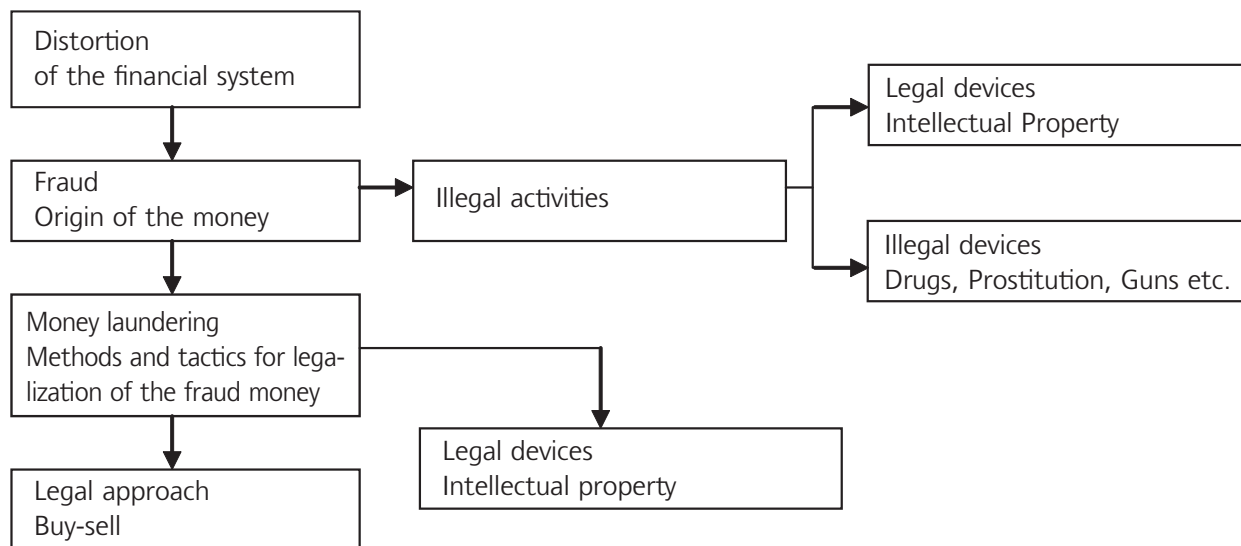 Distortion
of the financial system
Legal devices
Intellectual Property
Fraud
Origin of the money
Illegal activities
Illegal devices
Drugs, Prostitution, Guns etc.
Money laundering
Methods and tactics for lega-
lization of the fraud money
Legal devices
Intellectual property
Legal approach
Buy-sell